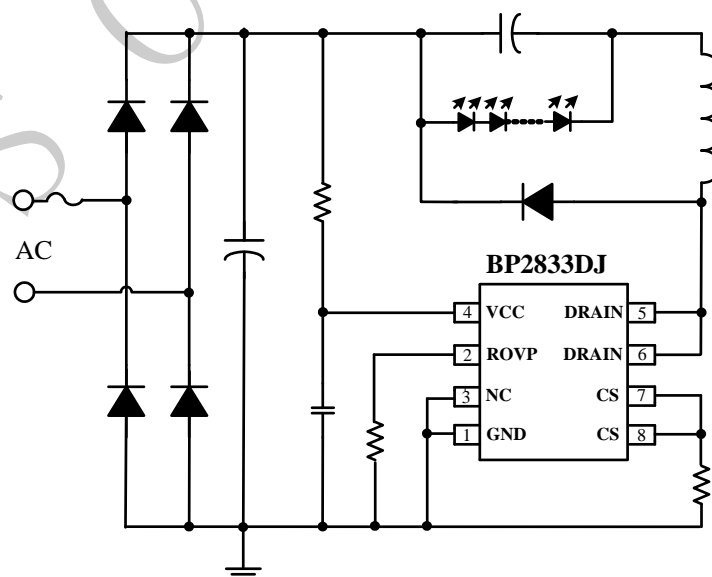 AC
BP2833DJ
4 VCC DRAIN 5
2 ROVP DRAIN 6
3 NC CS 7
1 GND CS 8